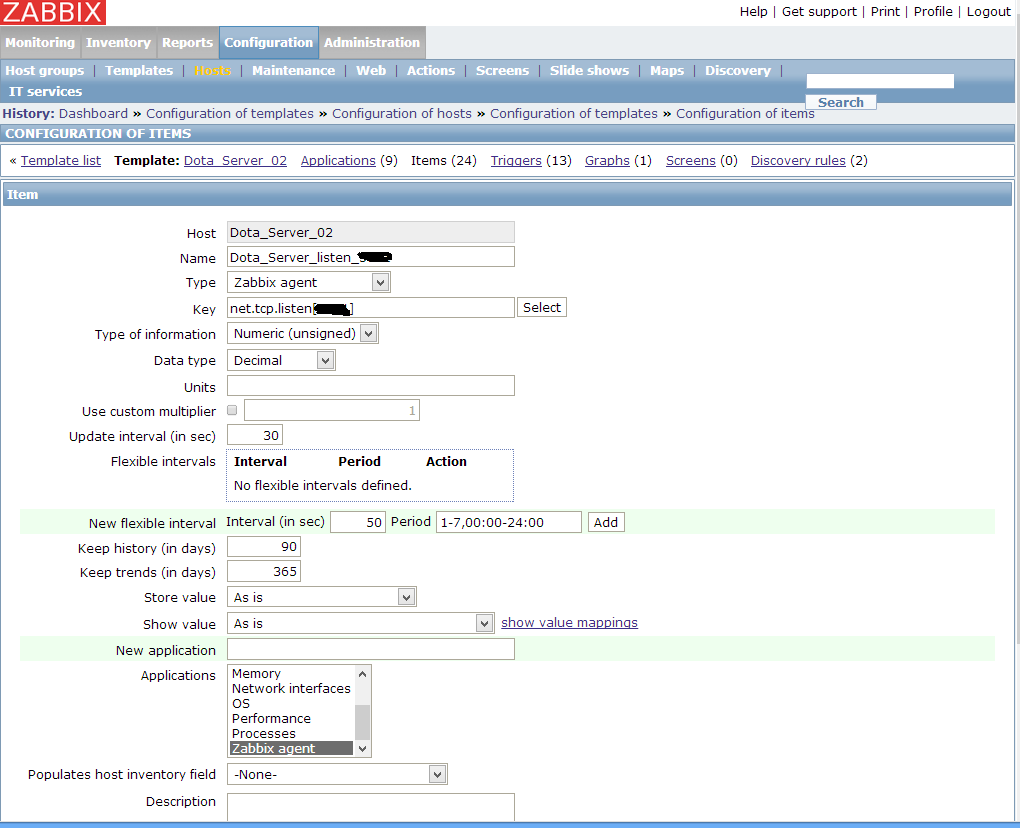 ZABBIX
Help | Get support | Print | Profile | Logout
Monitoring Inventory Reports Configuration Administration
Host groups | Templates | Hosts | Maintenance | Web | Actions | Screens | Slide shows | Maps | Discovery |
IT services
Search
History: Dashboard » Configuration of templates » Configuration of hosts » Configuration of templates » Configuration of items
CONFIGURATION OF ITEMS
« Template list Template: Dota_Server_02 Applications (9) Items (24) Triggers (13) Graphs (1) Screens (0) Discovery rules (2)
Item
Host Dota_Server_02
Name Dota_Server_listen_
Type Zabbix agent
Key net.tcp.listen[ ] Select
Type of information Numeric (unsigned)
Data type Decimal
Units
Use custom multiplier 1
Update interval (in sec) 30
Flexible intervals Interval Period Action
No flexible intervals defined.
New flexible interval Interval (in sec) 50 Period 1-7,00:00-24:00 Add
Keep history (in days) 90
Keep trends (in days) 365
Store value As is
Show value As is show value mappings
New application
Applications Memory
Network interfaces
OS
Performance
Processes
Zabbix agent
Populates host inventory field -None-
Description